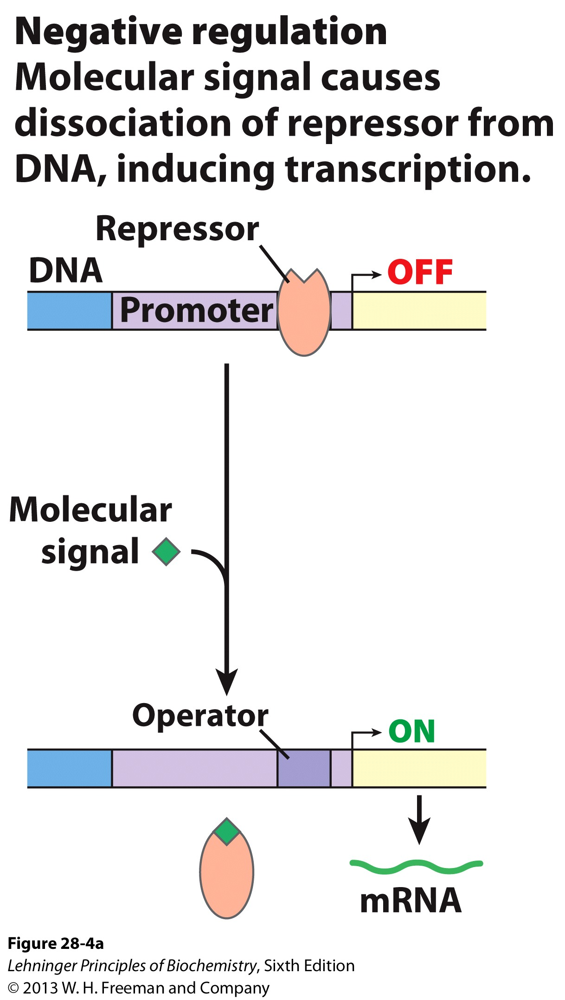 Negative regulation
Molecular signal causes
dissociation of repressor from
DNA, inducing transcription.
Repressor
DNA
OFF
Promoter
Molecular
signal
Operator
ON
mRNA
Figure 28-4a
Lehninger Principles of Biochemistry, Sixth Edition
© 2013 W. H. Freeman and Company